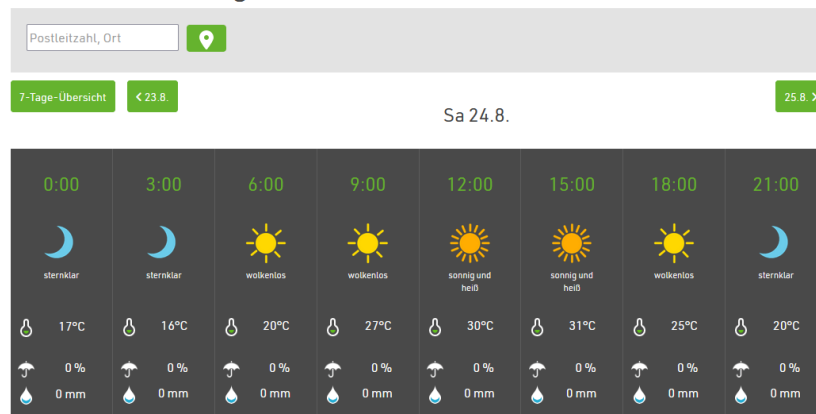 Postleitzahl, Ort
7-Tage-Übersicht < 23.8. Sa 24.8. 25.8. >
0:00 3:00 6:00 9:00 12:00 15:00 18:00 21:00
sternklar sternklar wolkenlos wolkenlos sonnig und heiß sonnig und heiß wolkenlos sternklar
17°C 16°C 20°C 27°C 30°C 31°C 25°C 20°C
0 % 0 % 0 % 0 % 0 % 0 % 0 % 0 %
0 mm 0 mm 0 mm 0 mm 0 mm 0 mm 0 mm 0 mm